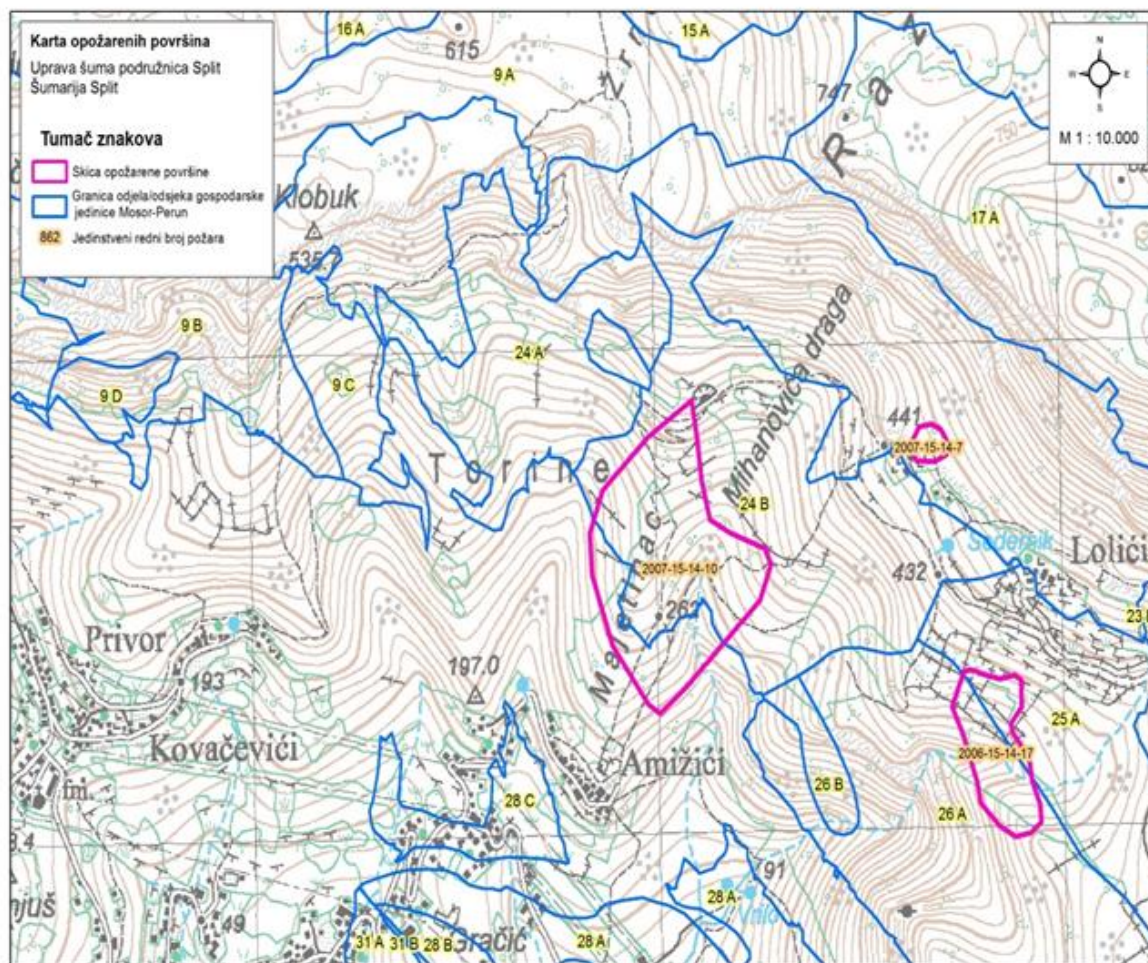 Karta opožarenih površina
Uprava šuma podružnica Split
Šumarija Split
Tumač znakova
Skica opožarene površine
Granica odjela/odsjeka gospodarske
jedinice Mosor-Perun
862 Jedinstveni redni broj požara
N
W E
S
M 1 : 10.000
16 A
615
15 A
9 A
747
750
17 A
Klobuk
535.7
9 B
24 A
9 C
9 D
Mihanovića draga
441
2007-15-14-7
Torine
24 B
2007-15-14-10
432
Lolići
262
23
Privor
193
197.0
Kovačevići
Amižići
25 A
2006-15-14-17
28 C
26 B
26 A
91
28 A
49
31 A
31 B
28 B
28 A